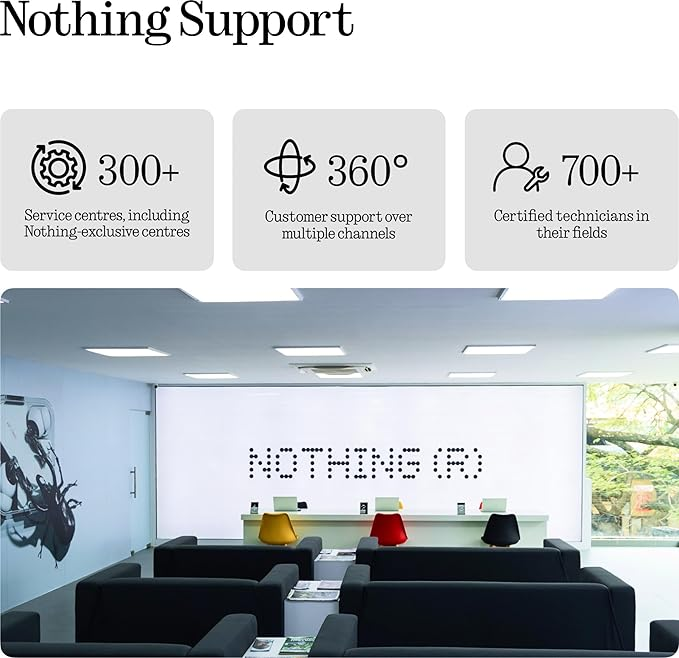 Nothing Support
300+
Service centres, including
Nothing-exclusive centres
360°
Customer support over
multiple channels
700+
Certified technicians in
their fields
NOTHING (R)